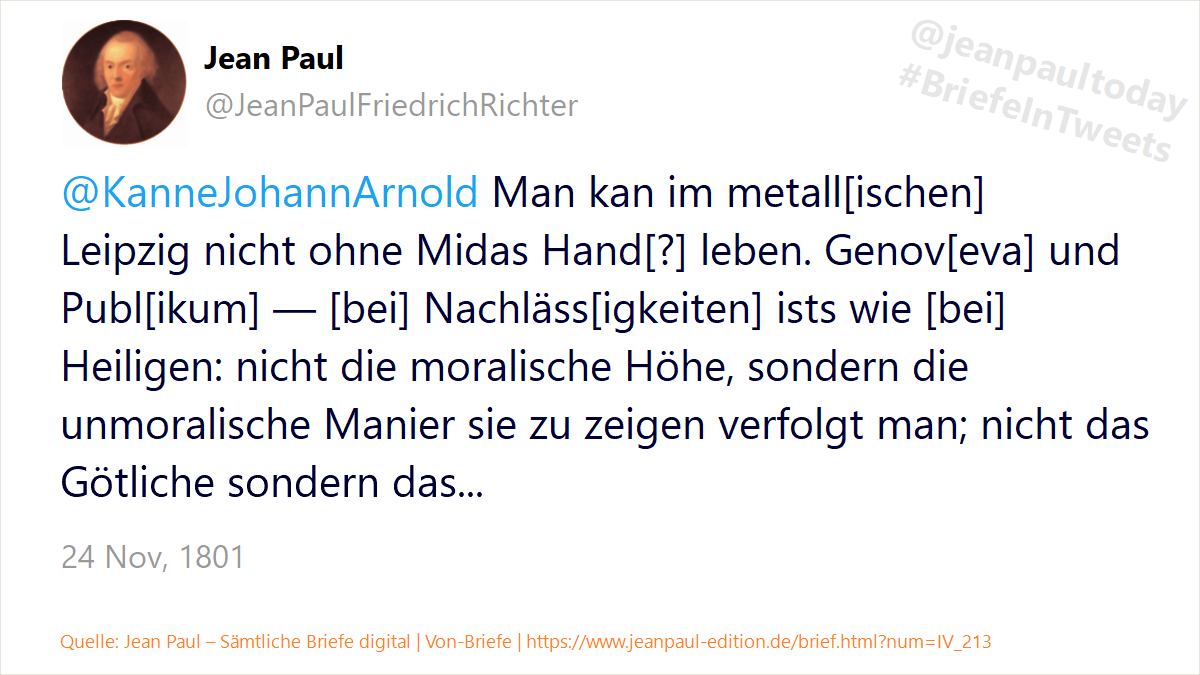 Jean Paul
@JeanPaulFriedrichRichter
@jeanpaultoday
#BriefeInTweets
@KanneJohannArnold Man kan im metall[ischen]
Leipzig nicht ohne Midas Hand[?] leben. Genov[eva] und
Publ[ikum] — [bei] Nachläss[igkeiten] ists wie [bei]
Heiligen: nicht die moralische Höhe, sondern die
unmoralische Manier sie zu zeigen verfolgt man; nicht das
Götliche sondern das...
24 Nov, 1801
Quelle: Jean Paul – Sämtliche Briefe digital | Von-Briefe | https://www.jeanpaul-edition.de/brief.html?num=IV_213